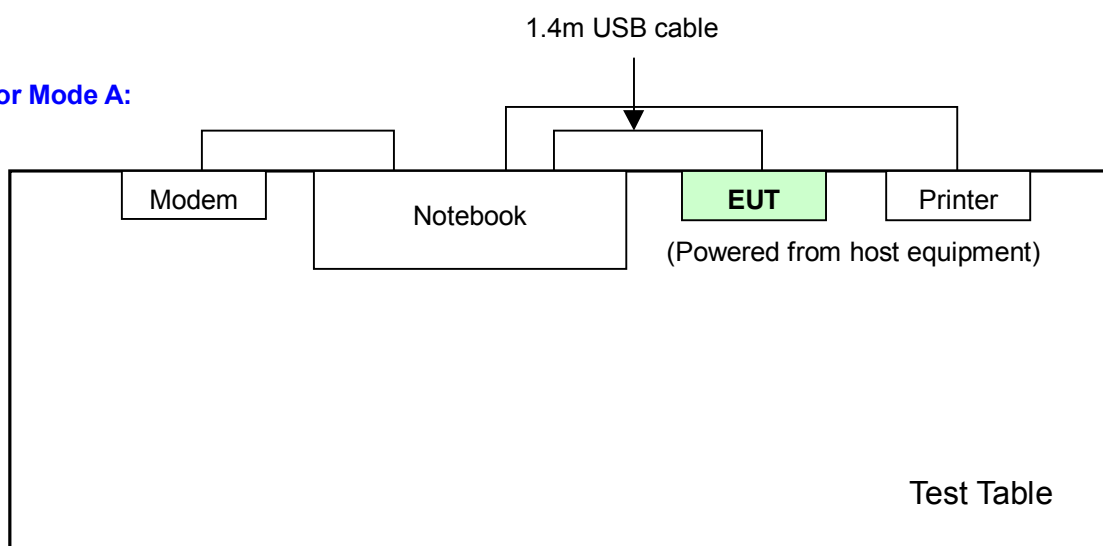 1.4m USB cable
or Mode A:
Modem
Notebook
EUT
Printer
(Powered from host equipment)
Test Table